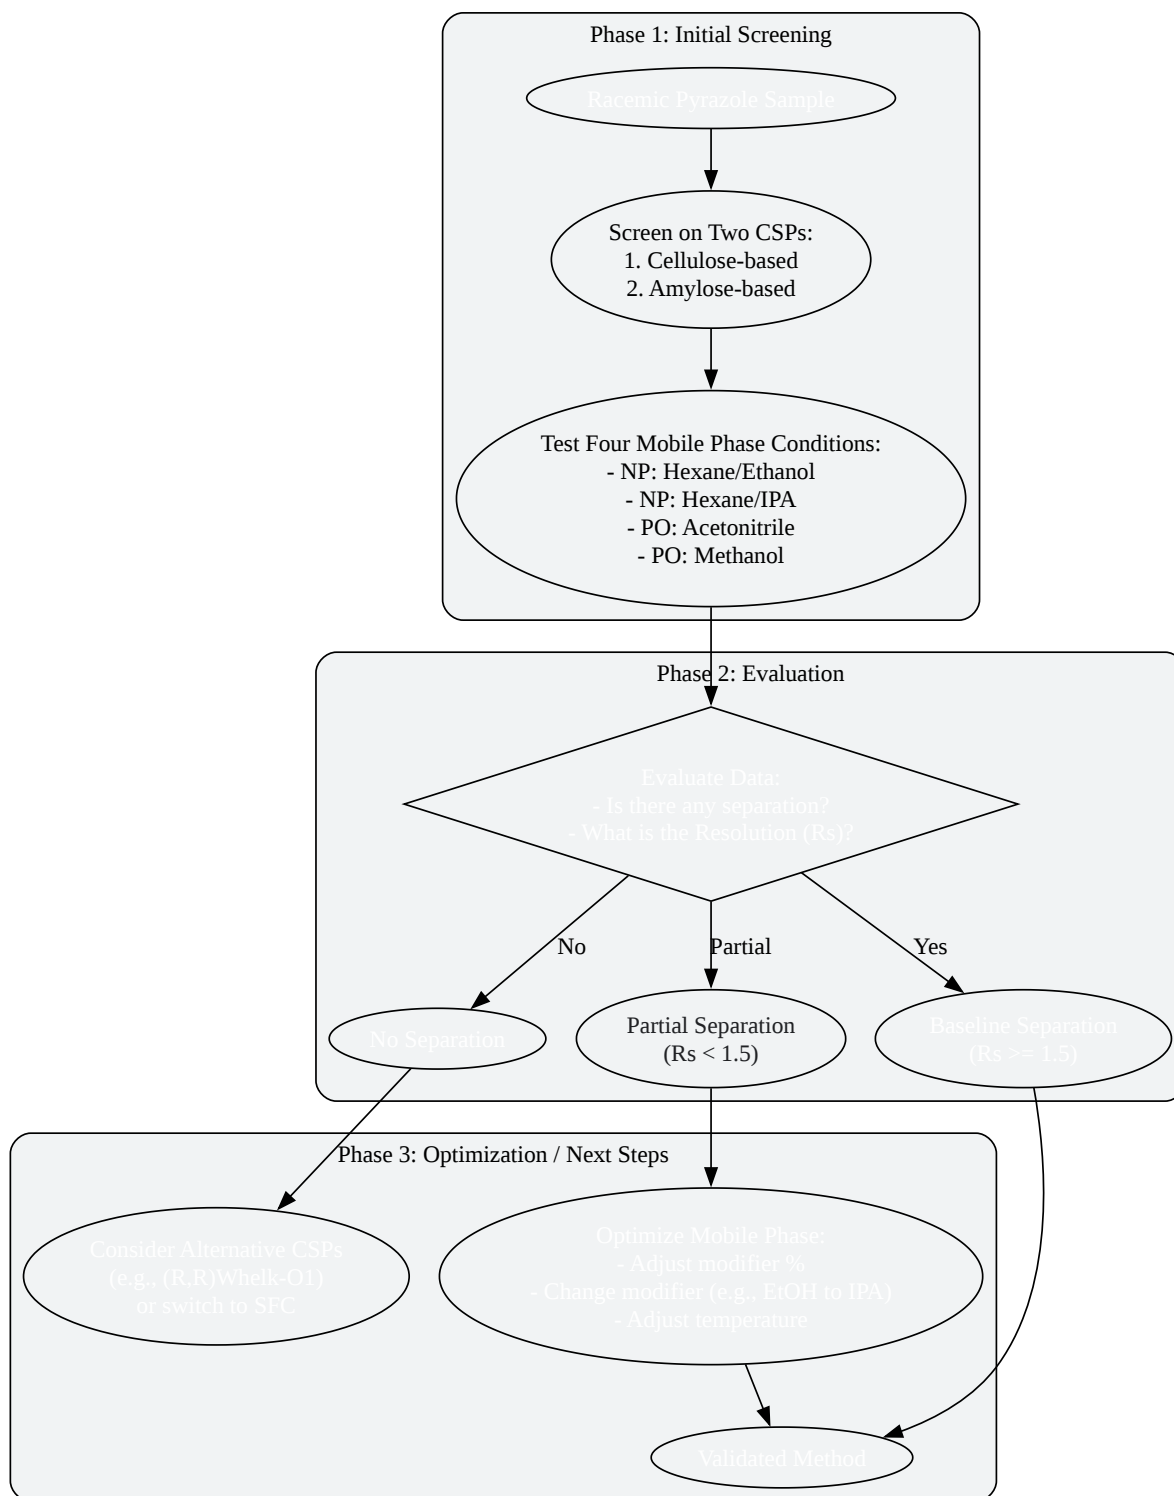 Phase 1: Initial Screening
Racemic Pyrazole Sample
Screen on Two CSPs:
1. Cellulose-based
2. Amylose-based
Test Four Mobile Phase Conditions:
- NP: Hexane/Ethanol
- NP: Hexane/IPA
- PO: Acetonitrile
- PO: Methanol
Phase 2: Evaluation
Evaluate Data:
- Is there any separation?
- What is the Resolution (Rs)?
No
Partial
Yes
No Separation
Partial Separation
(Rs < 1.5)
Baseline Separation
(Rs >= 1.5)
Phase 3: Optimization / Next Steps
Consider Alternative CSPs
(e.g., (R,R)Whelk-O1)
or switch to SFC
Optimize Mobile Phase:
- Adjust modifier %
- Change modifier (e.g., EtOH to IPA)
- Adjust temperature
Validated Method